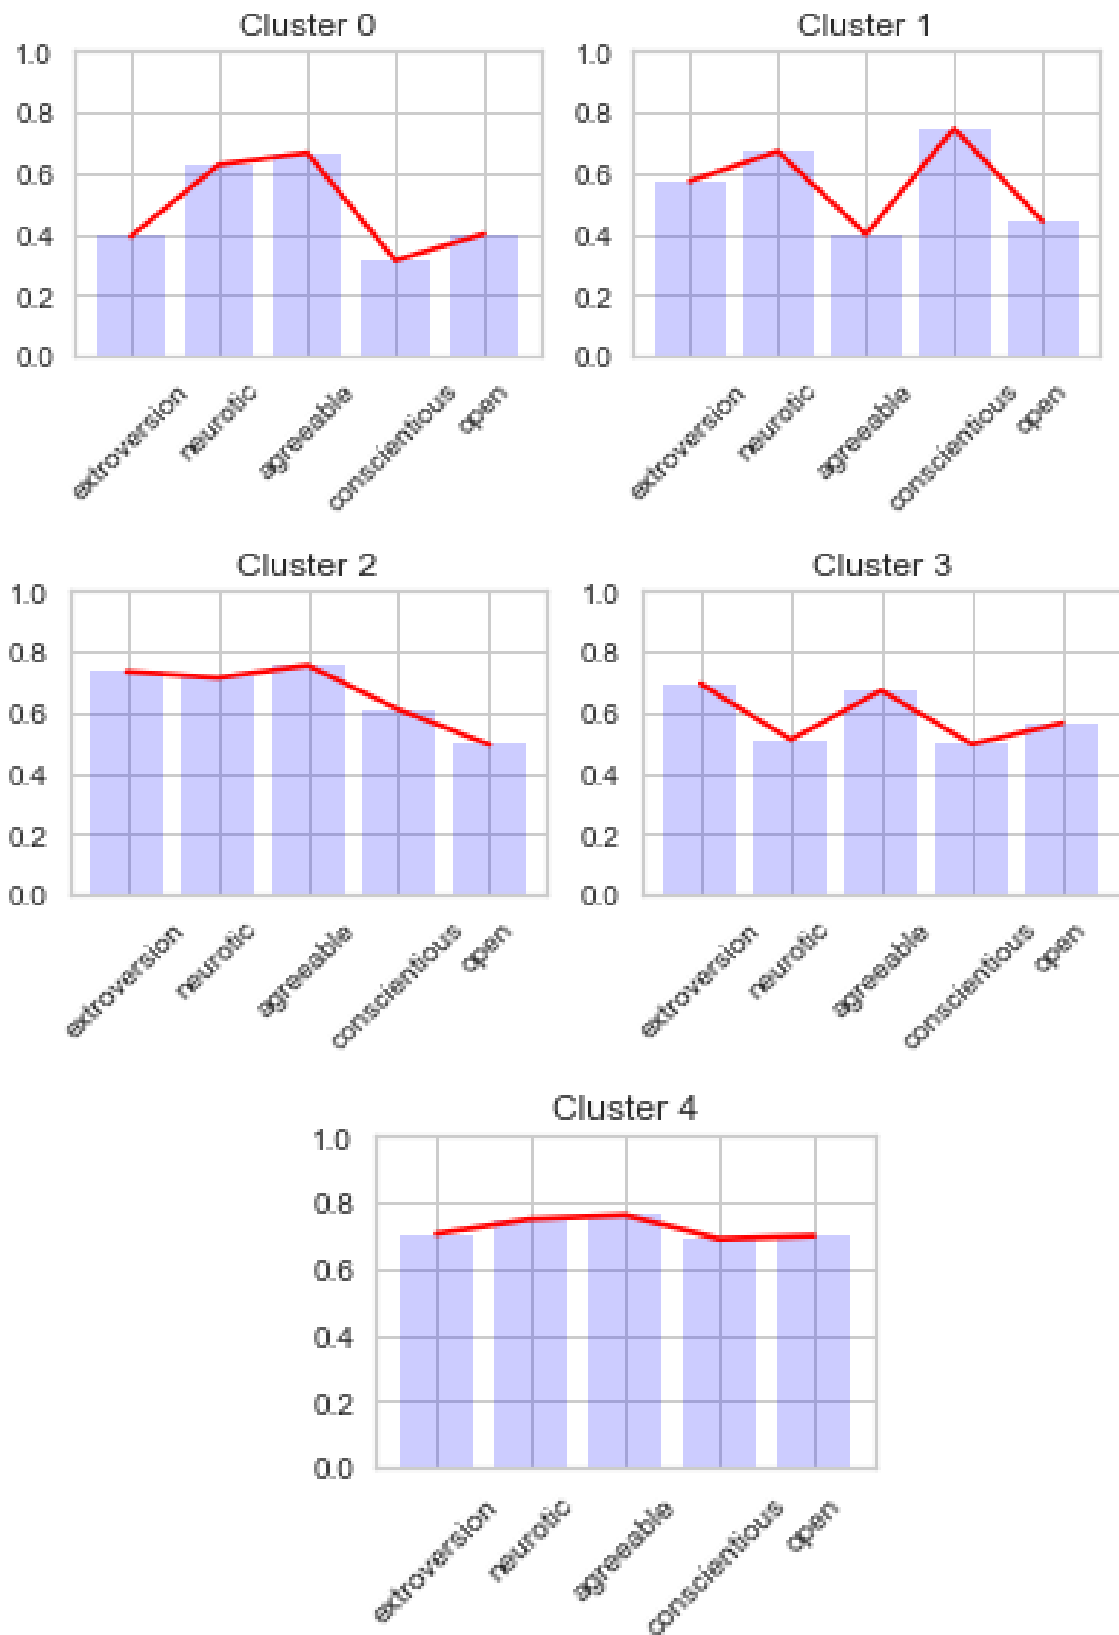 Cluster 0
1.0
0.8
0.6
0.4
0.2
0.0
extroversion
neurotic
agreeable
conscientious
open
Cluster 1
1.0
0.8
0.6
0.4
0.2
0.0
extroversion
neurotic
agreeable
conscientious
open
Cluster 2
1.0
0.8
0.6
0.4
0.2
0.0
extroversion
neurotic
agreeable
conscientious
open
Cluster 3
1.0
0.8
0.6
0.4
0.2
0.0
extroversion
neurotic
agreeable
conscientious
open
Cluster 4
1.0
0.8
0.6
0.4
0.2
0.0
extroversion
neurotic
agreeable
conscientious
open